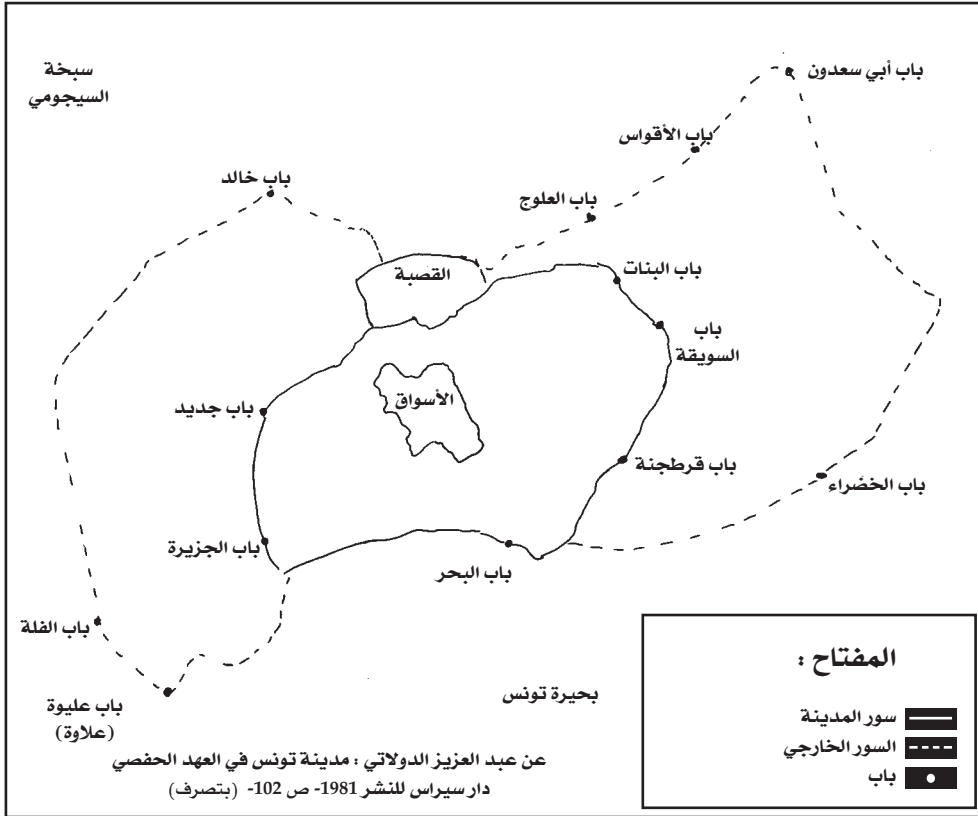 سبخة
السيجومي
باب أبي سعدون
باب الأقواس
باب خالد
باب العلوج
القصبة
باب البنات
باب
السويقة
الأسواق
باب جديد
باب قرطجنة
باب الخضراء
باب الجزيرة
باب البحر
باب الفلة
بحيرة تونس
باب عليوة
(علاوة)
المفتاح :
سور المدينة
السور الخارجي
باب
عن عبد العزيز الدولاتي : مدينة تونس في العهد الحفصي
دار سيراس للنشر 1981- ص 102- (بتصرف)